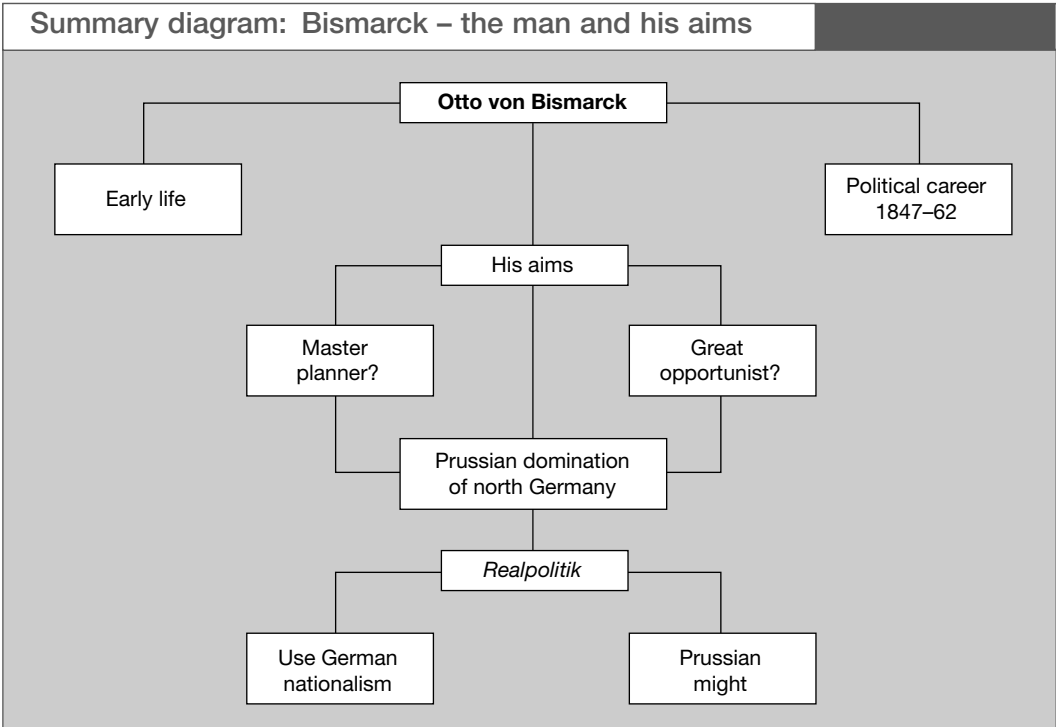 Summary diagram: Bismarck – the man and his aims
Otto von Bismarck
Early life
Political career
1847–62
His aims
Master
planner?
Great
opportunist?
Prussian domination
of north Germany
Realpolitik
Use German
nationalism
Prussian
might